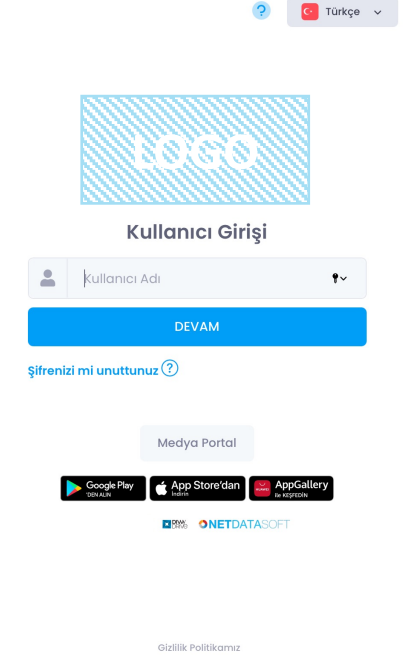 ?
Türkçe
LOGO
Kullanıcı Girişi
Kullanıcı Adı
DEVAM
Şifrenizi mi unuttunuz ?
Medya Portal
Google Play
'DEN ALIN
App Store'dan
indirin
AppGallery
ile KEŞFEDİN
NETDATASOFT
Gizlilik Politikamız